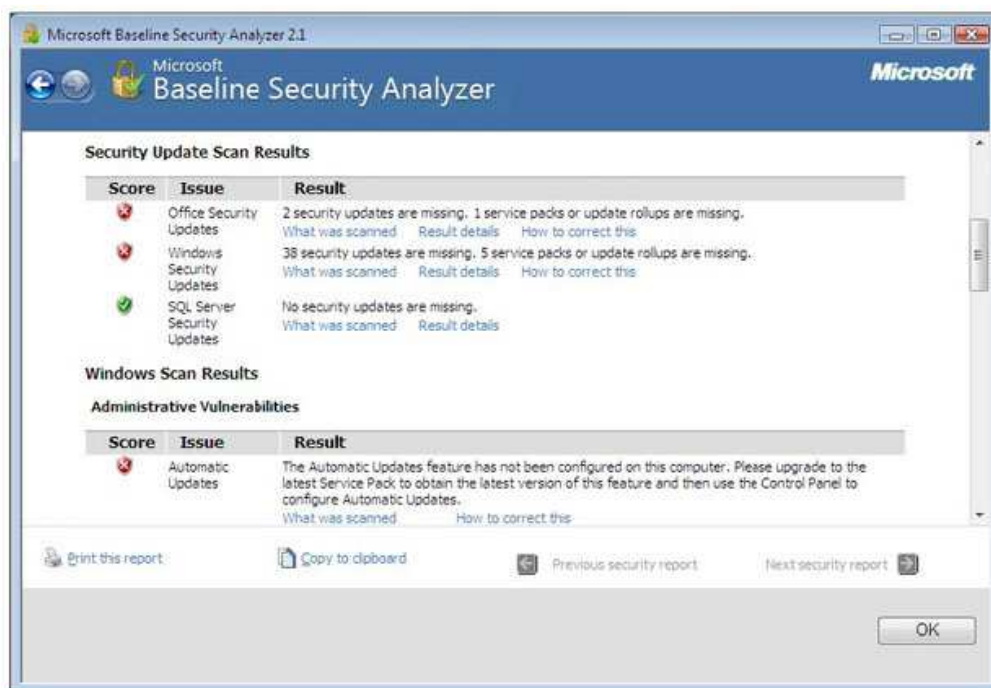 Microsoft Baseline Security Analyzer 2.1
Microsoft
Baseline Security Analyzer
Microsoft
Security Update Scan Results
Score Issue Result
Office Security Updates
2 security updates are missing. 1 service packs or update rollups are missing.
What was scanned Result details How to correct this
Windows Security Updates
38 security updates are missing. 5 service packs or update rollups are missing.
What was scanned Result details How to correct this
SQL Server Security Updates
No security updates are missing.
What was scanned Result details
Windows Scan Results
Administrative Vulnerabilities
Score Issue Result
Automatic Updates
The Automatic Updates feature has not been configured on this computer. Please upgrade to the
latest Service Pack to obtain the latest version of this feature and then use the Control Panel to
configure Automatic Updates.
What was scanned How to correct this
Print this report
Copy to clipboard
Previous security report
Next security report
OK